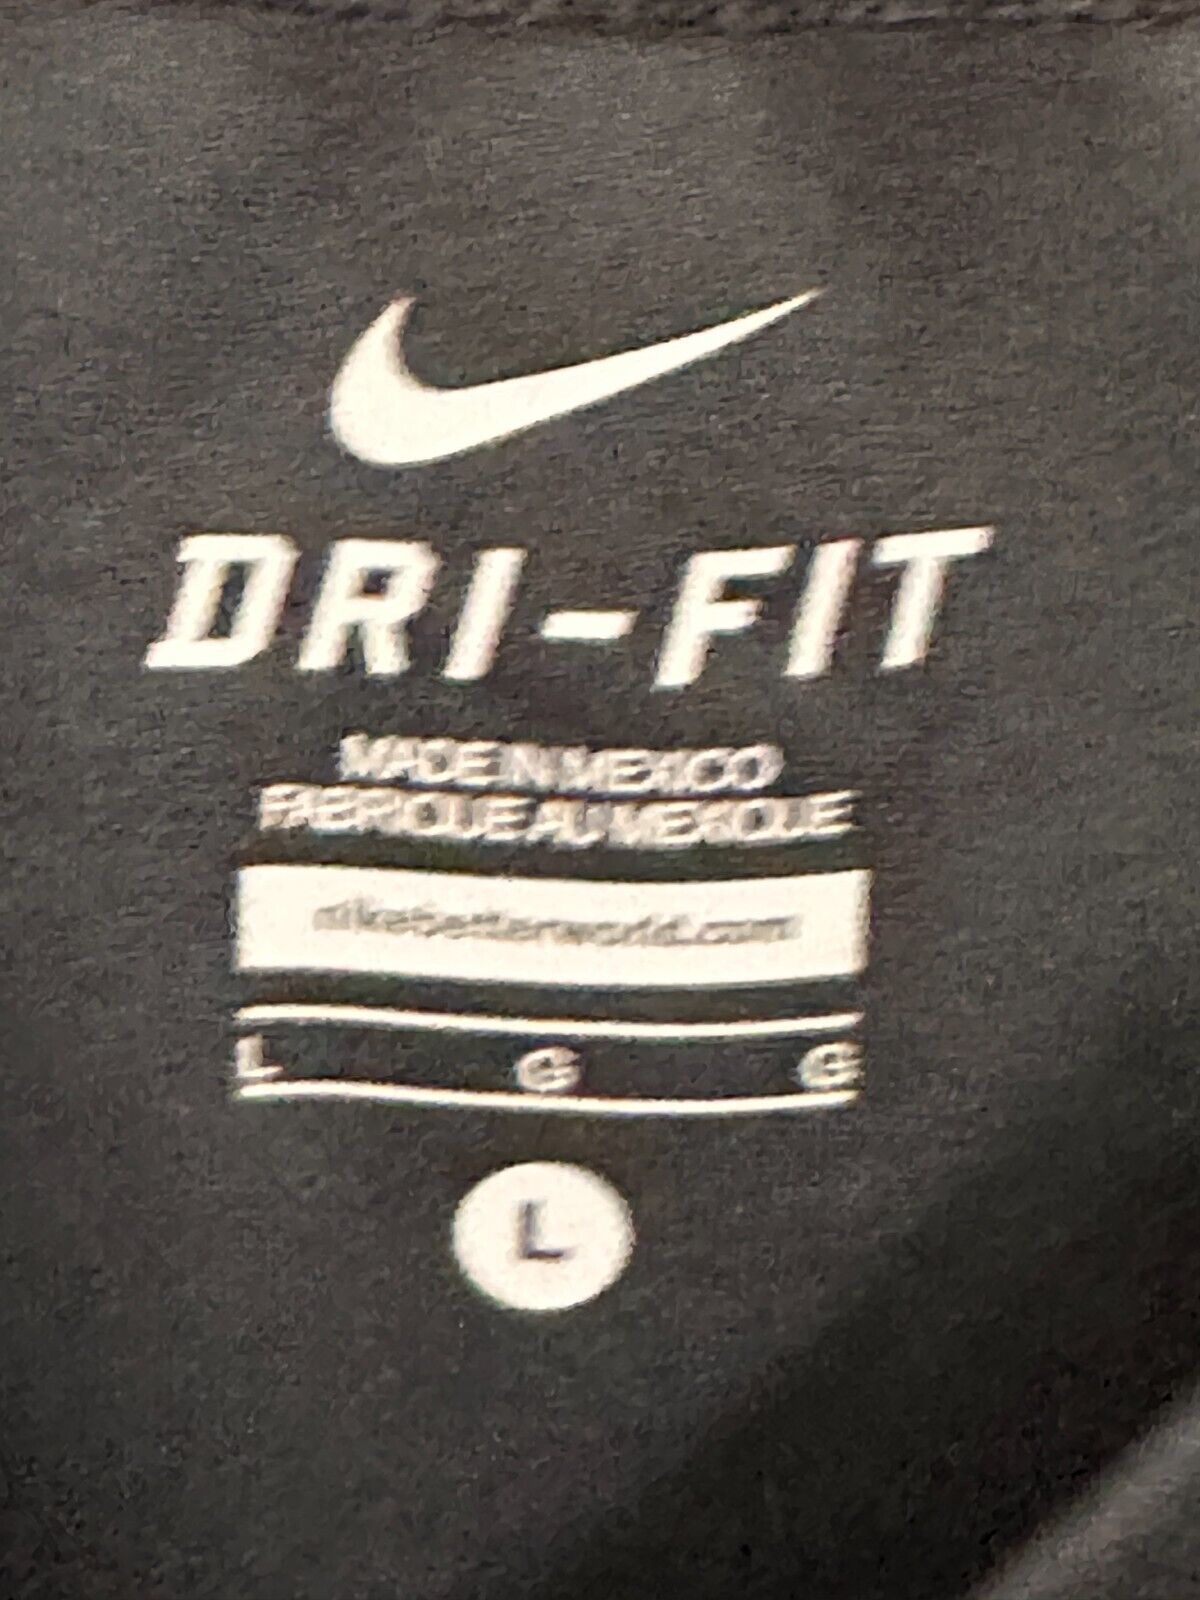 DRI-FIT
MADE IN MEXICO
FABRIQUE AU MEXIQUE
nikebetterworld.com
L G G
L